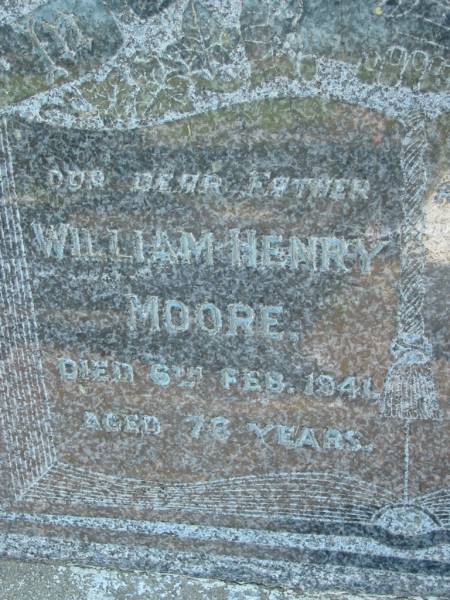 OUR DEAR FATHER
WILLIAM HENRY
MOORE.
DIED 6TH FEB. 1941,
AGED 78 YEARS.